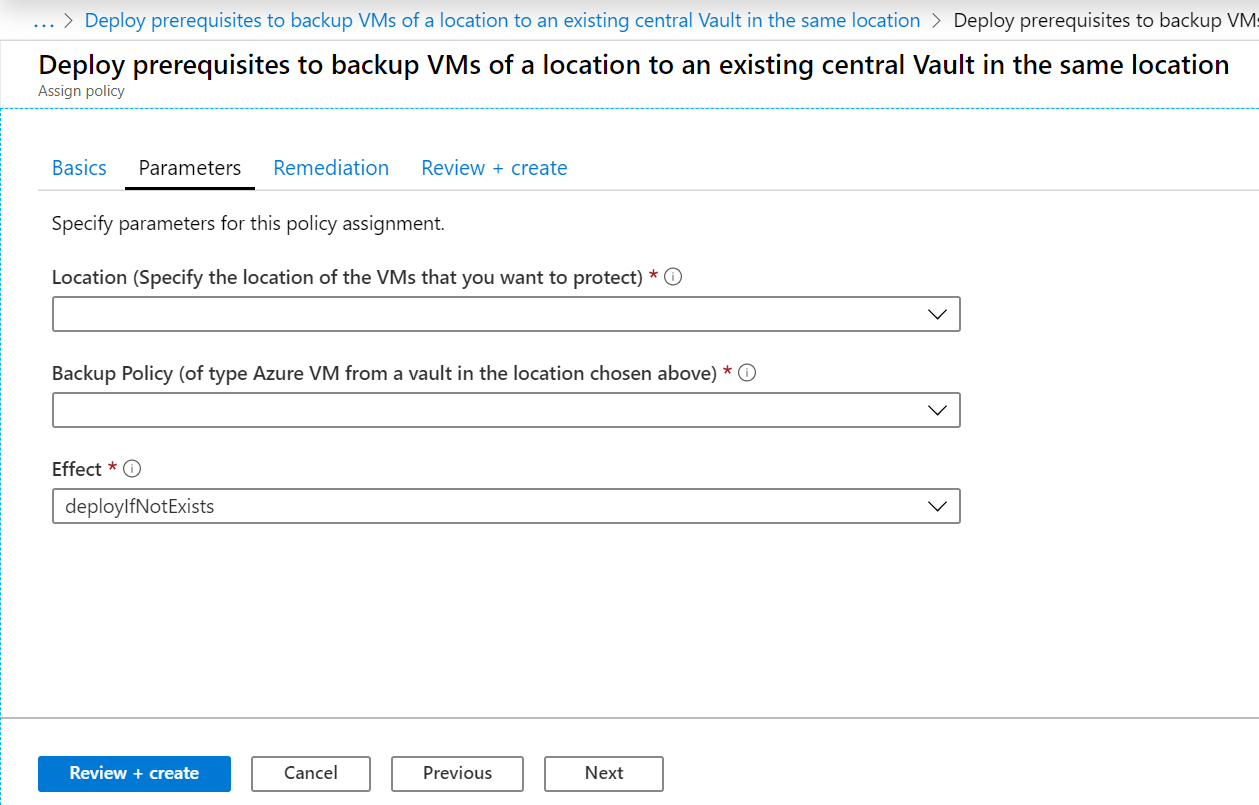 ... > Deploy prerequisites to backup VMs of a location to an existing central Vault in the same location > Deploy prerequisites to backup VMs
Deploy prerequisites to backup VMs of a location to an existing central Vault in the same location
Assign policy
Basics Parameters Remediation Review + create
Specify parameters for this policy assignment.
Location (Specify the location of the VMs that you want to protect) *
Backup Policy (of type Azure VM from a vault in the location chosen above) *
Effect *
deployIfNotExists
Review + create Cancel Previous Next